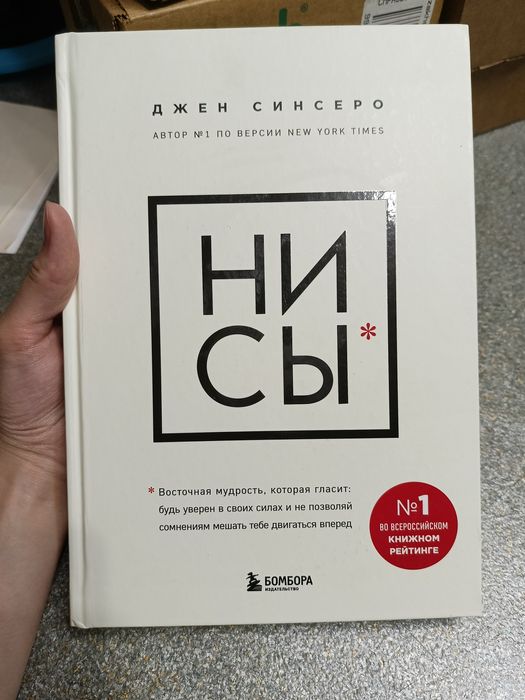 ДЖЕН СИНСЕРО
АВТОР №1 ПО ВЕРСИИ NEW YORK TIMES
НИ
СЫ*
* Восточная мудрость, которая гласит:
будь уверен в своих силах и не позволяй
сомнениям мешать тебе двигаться вперед
№1
ВО ВСЕРОССИЙСКОМ
КНИЖНОМ
РЕЙТИНГЕ
БОМБОРА
ИЗДАТЕЛЬСТВО